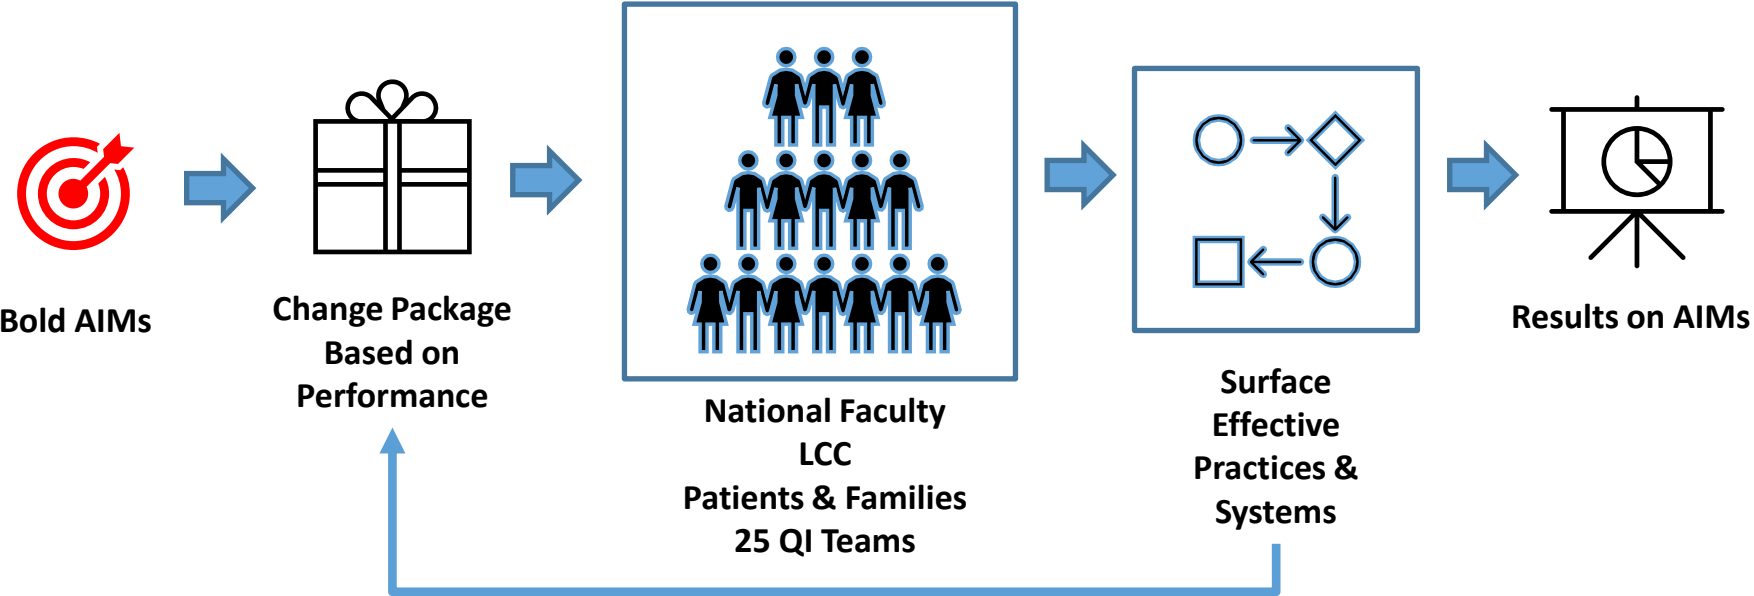 Bold AIMs
Change Package
Based on
Performance
National Faculty
LCC
Patients & Families
25 QI Teams
Surface
Effective
Practices &
Systems
Results on AIMs